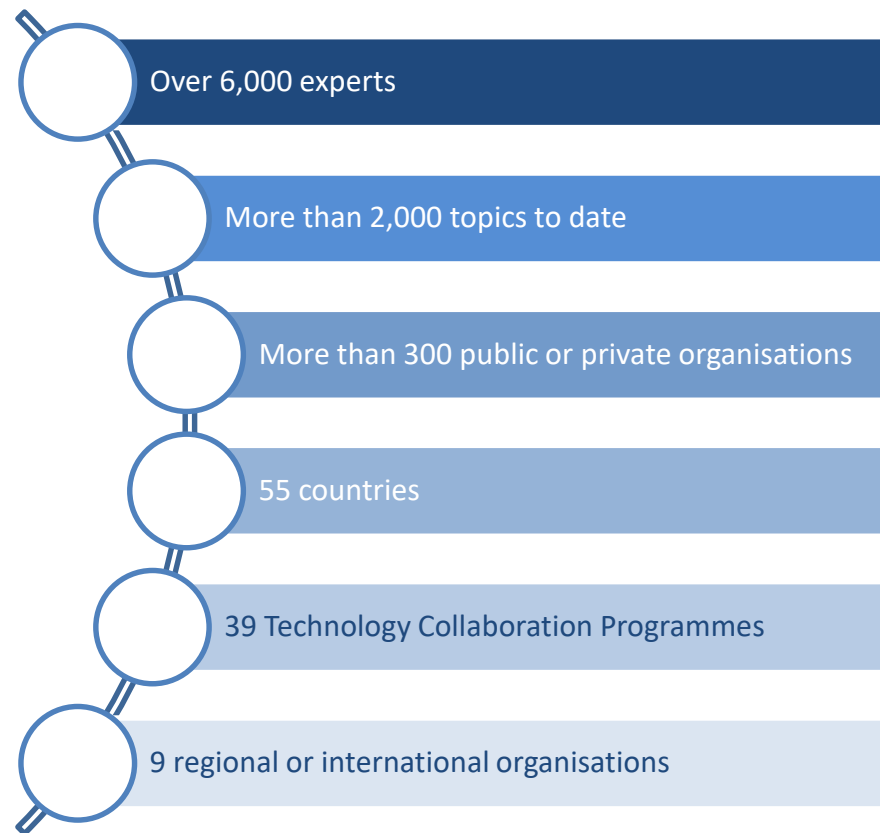 Over 6,000 experts
More than 2,000 topics to date
More than 300 public or private organisations
55 countries
39 Technology Collaboration Programmes
9 regional or international organisations